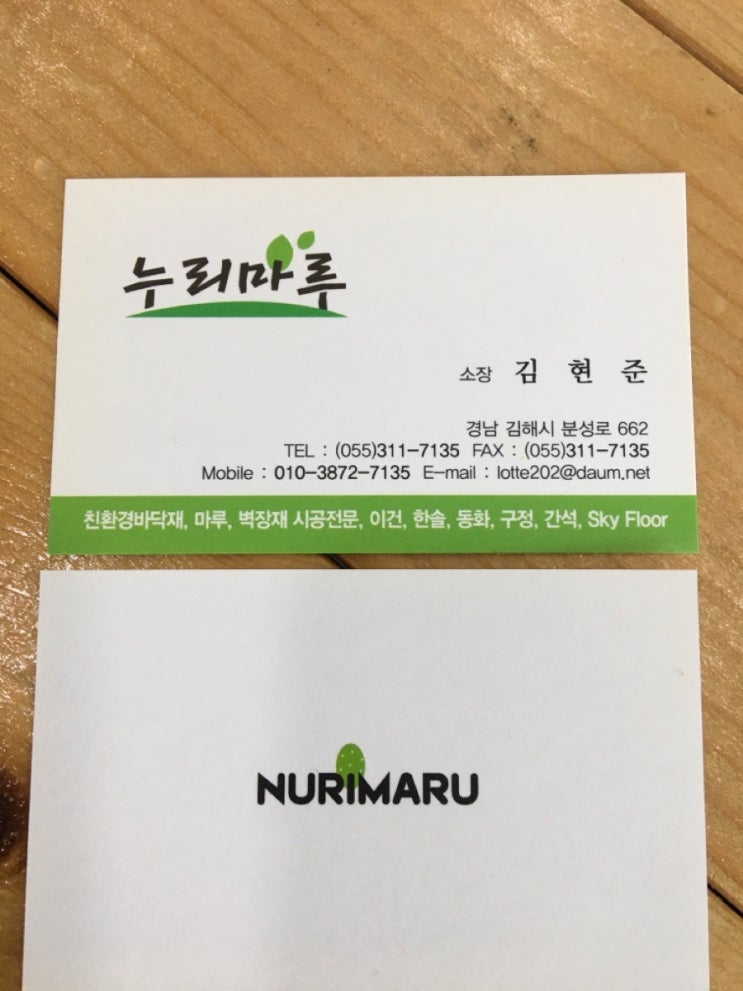 누리마루
소장 김 현 준
경남 김해시 분성로 662
TEL : (055)311-7135 FAX : (055)311-7135
Mobile : 010-3872-7135 E-mail : lotte202@daum.net
친환경바닥재, 마루, 벽장재 시공전문, 이건, 한솔, 동화, 구정, 간석, Sky Floor
NURIMARU